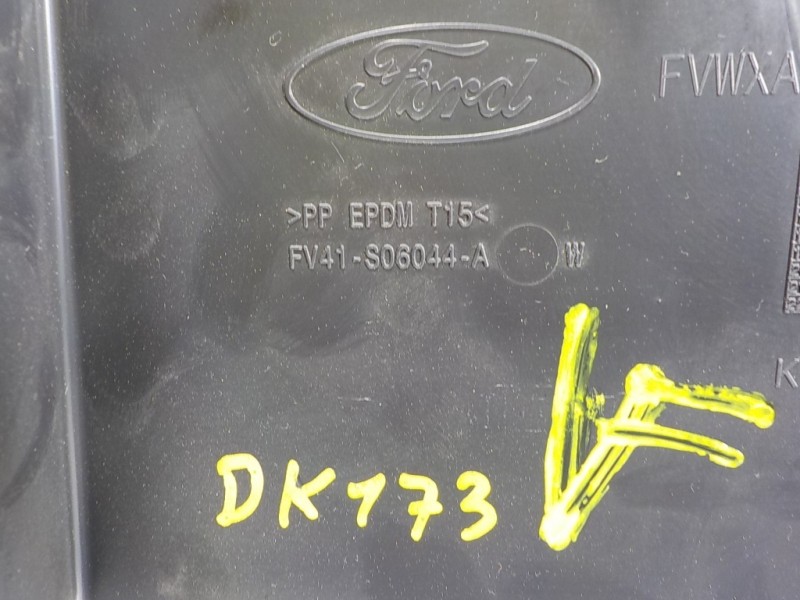 Ford
FVWXA
>PP EPDM T15<
FV41-S06044-A W
K
DK173